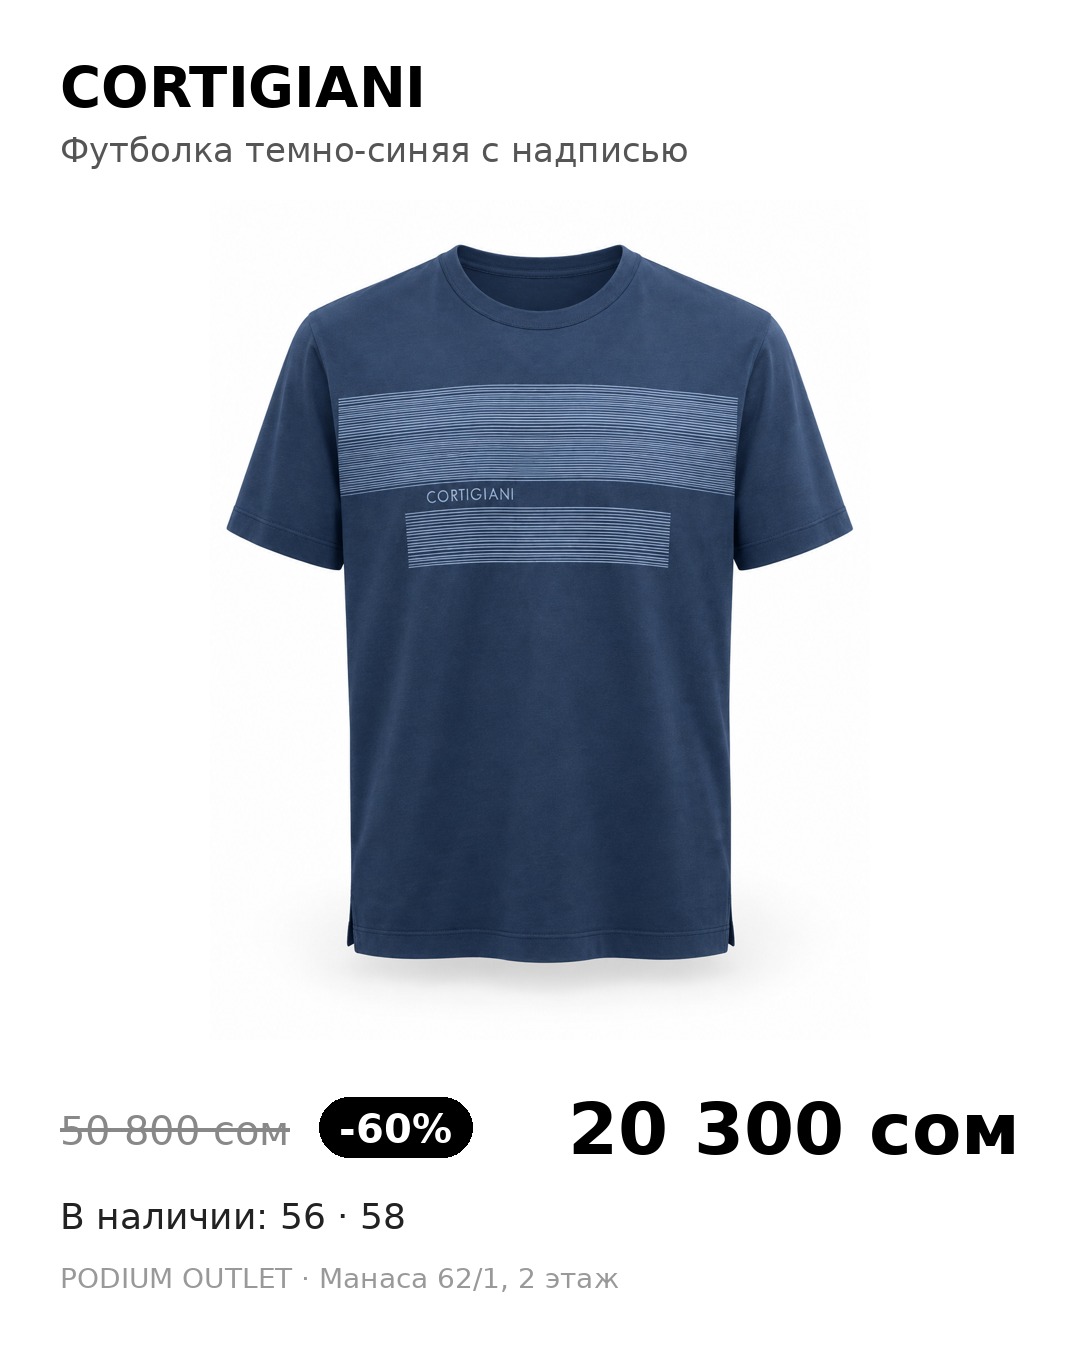 CORTIGIANI
Футболка темно-синяя с надписью
CORTIGIANI
50 800 сом -60% 20 300 сом
В наличии: 56 · 58
PODIUM OUTLET · Манаса 62/1, 2 этаж